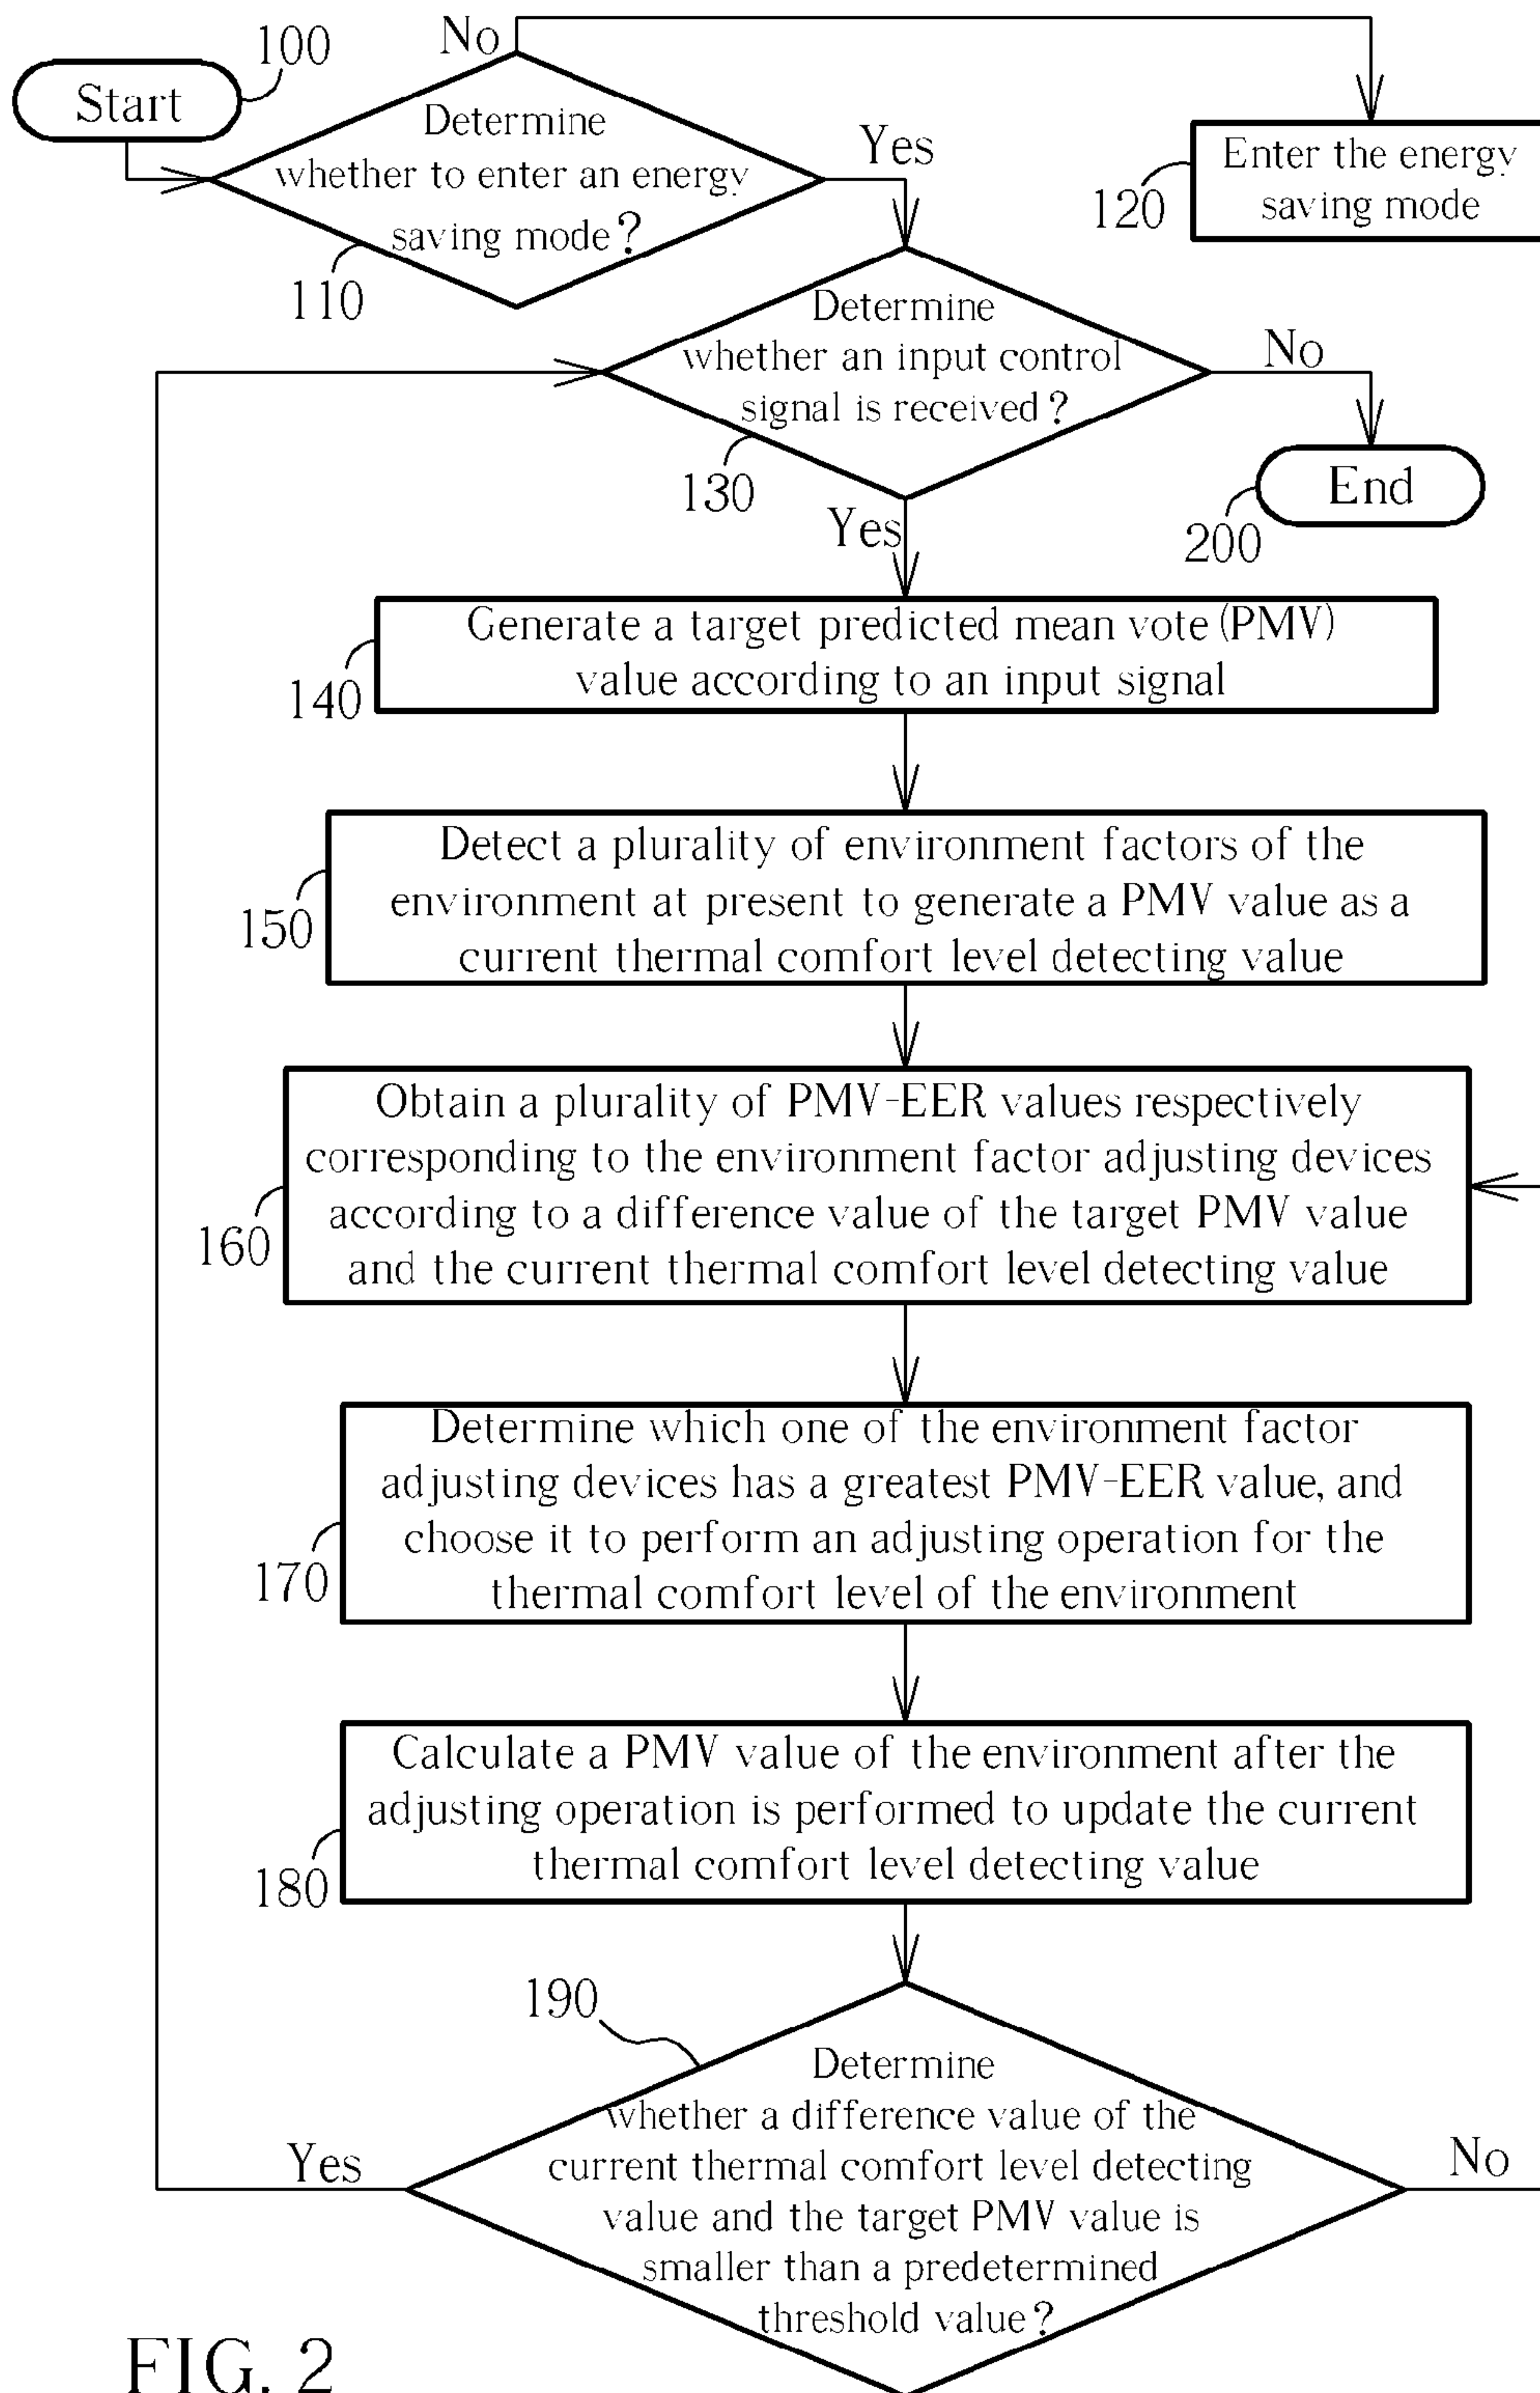 No
100
Start
Determine
whether to enter an energy
saving mode?
110
Yes
Enter the energy
saving mode
120
Determine
whether an input control
signal is received?
130
No
End
200
Yes
Generate a target predicted mean vote (PMV)
value according to an input signal
140
Detect a plurality of environment factors of the
environment at present to generate a PMV value as a
current thermal comfort level detecting value
150
Obtain a plurality of PMV-EER values respectively
corresponding to the environment factor adjusting devices
according to a difference value of the target PMV value
and the current thermal comfort level detecting value
160
Determine which one of the environment factor
adjusting devices has a greatest PMV-EER value, and
choose it to perform an adjusting operation for the
thermal comfort level of the environment
170
Calculate a PMV value of the environment after the
adjusting operation is performed to update the current
thermal comfort level detecting value
180
190
Determine
whether a difference value of the
current thermal comfort level detecting
value and the target PMV value is
smaller than a predetermined
threshold value?
Yes
No
FIG. 2